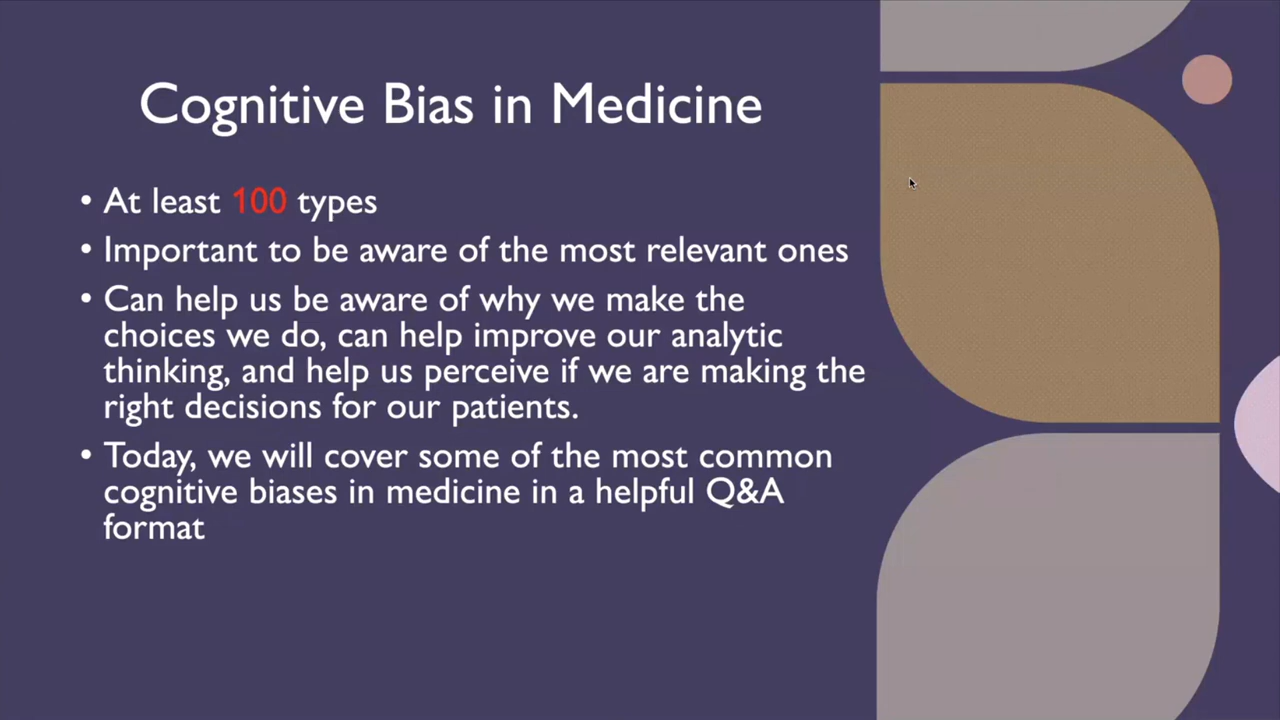 Cognitive Bias in Medicine
• At least 100 types
• Important to be aware of the most relevant ones
• Can help us be aware of why we make the
choices we do, can help improve our analytic
thinking, and help us perceive if we are making the
right decisions for our patients.
• Today, we will cover some of the most common
cognitive biases in medicine in a helpful Q&A
format